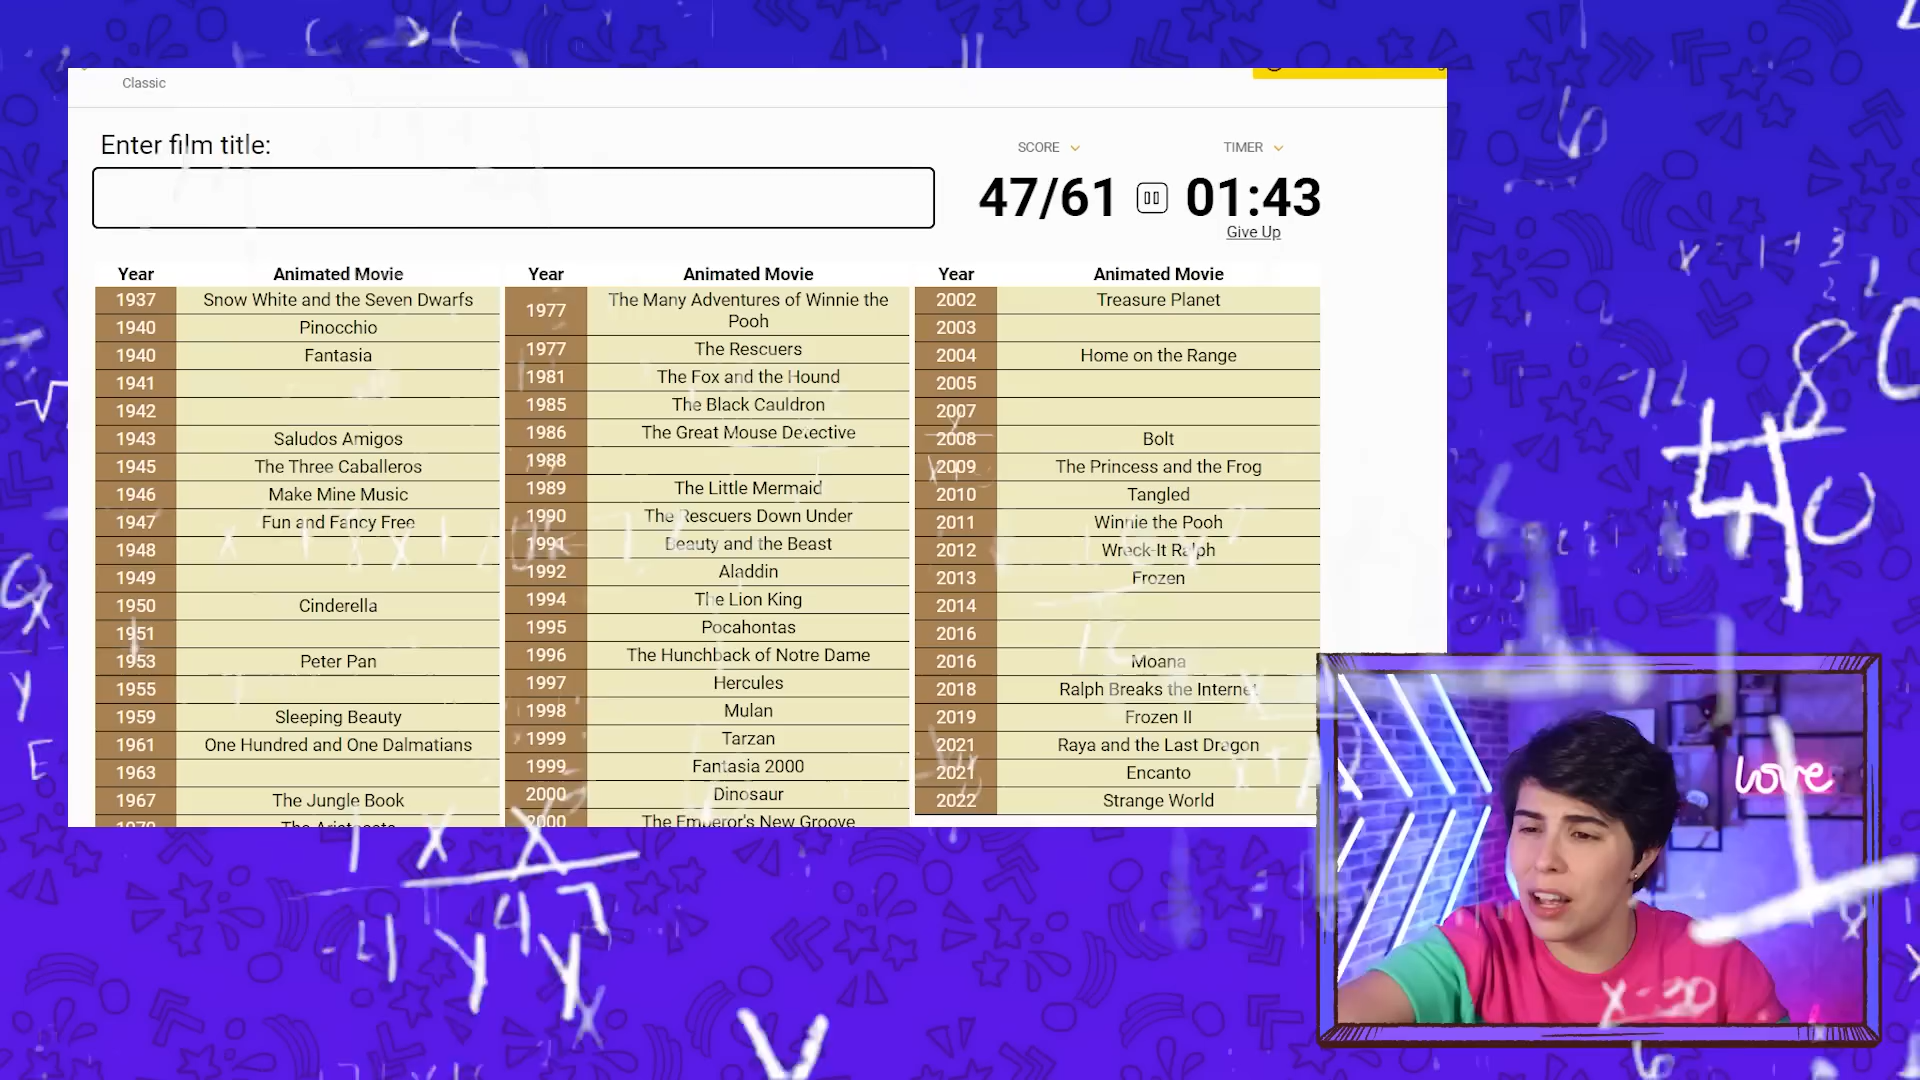 Classic
Enter film title:
SCORE
TIMER
47/61
01:43
Give Up
Year Animated Movie
1937 Snow White and the Seven Dwarfs
1940 Pinocchio
1940 Fantasia
1941
1942
1943 Saludos Amigos
1945 The Three Caballeros
1946 Make Mine Music
1947 Fun and Fancy Free
1948
1949
1950 Cinderella
1951
1953 Peter Pan
1955
1959 Sleeping Beauty
1961 One Hundred and One Dalmatians
1963
1967 The Jungle Book
1970 The Aristocats
Year Animated Movie
1977 The Many Adventures of Winnie the
Pooh
1977 The Rescuers
1981 The Fox and the Hound
1985 The Black Cauldron
1986 The Great Mouse Detective
1988
1989 The Little Mermaid
1990 The Rescuers Down Under
1991 Beauty and the Beast
1992 Aladdin
1994 The Lion King
1995 Pocahontas
1996 The Hunchback of Notre Dame
1997 Hercules
1998 Mulan
1999 Tarzan
1999 Fantasia 2000
2000 Dinosaur
2000 The Emperor's New Groove
Year Animated Movie
2002 Treasure Planet
2003
2004 Home on the Range
2005
2007
2008 Bolt
2009 The Princess and the Frog
2010 Tangled
2011 Winnie the Pooh
2012 Wreck-It Ralph
2013 Frozen
2014
2016
2016 Moana
2018 Ralph Breaks the Internet
2019 Frozen II
2021 Raya and the Last Dragon
2021 Encanto
2022 Strange World
love